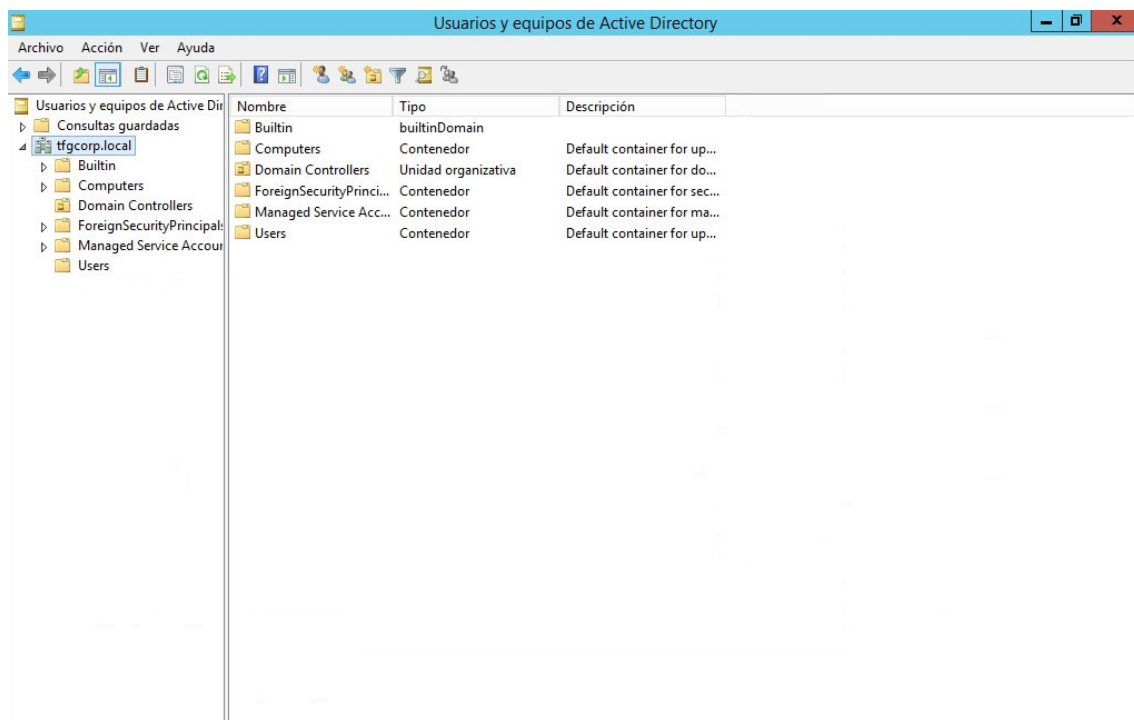 Usuarios y equipos de Active Directory
Archivo Acción Ver Ayuda
Usuarios y equipos de Active Dir
Consultas guardadas
tfgcorp.local
Builtin
Computers
Domain Controllers
ForeignSecurityPrincipals
Managed Service Accour
Users
Nombre Tipo Descripción
Builtin builtinDomain
Computers Contenedor Default container for up...
Domain Controllers Unidad organizativa Default container for do...
ForeignSecurityPrinci... Contenedor Default container for sec...
Managed Service Acc... Contenedor Default container for ma...
Users Contenedor Default container for up...